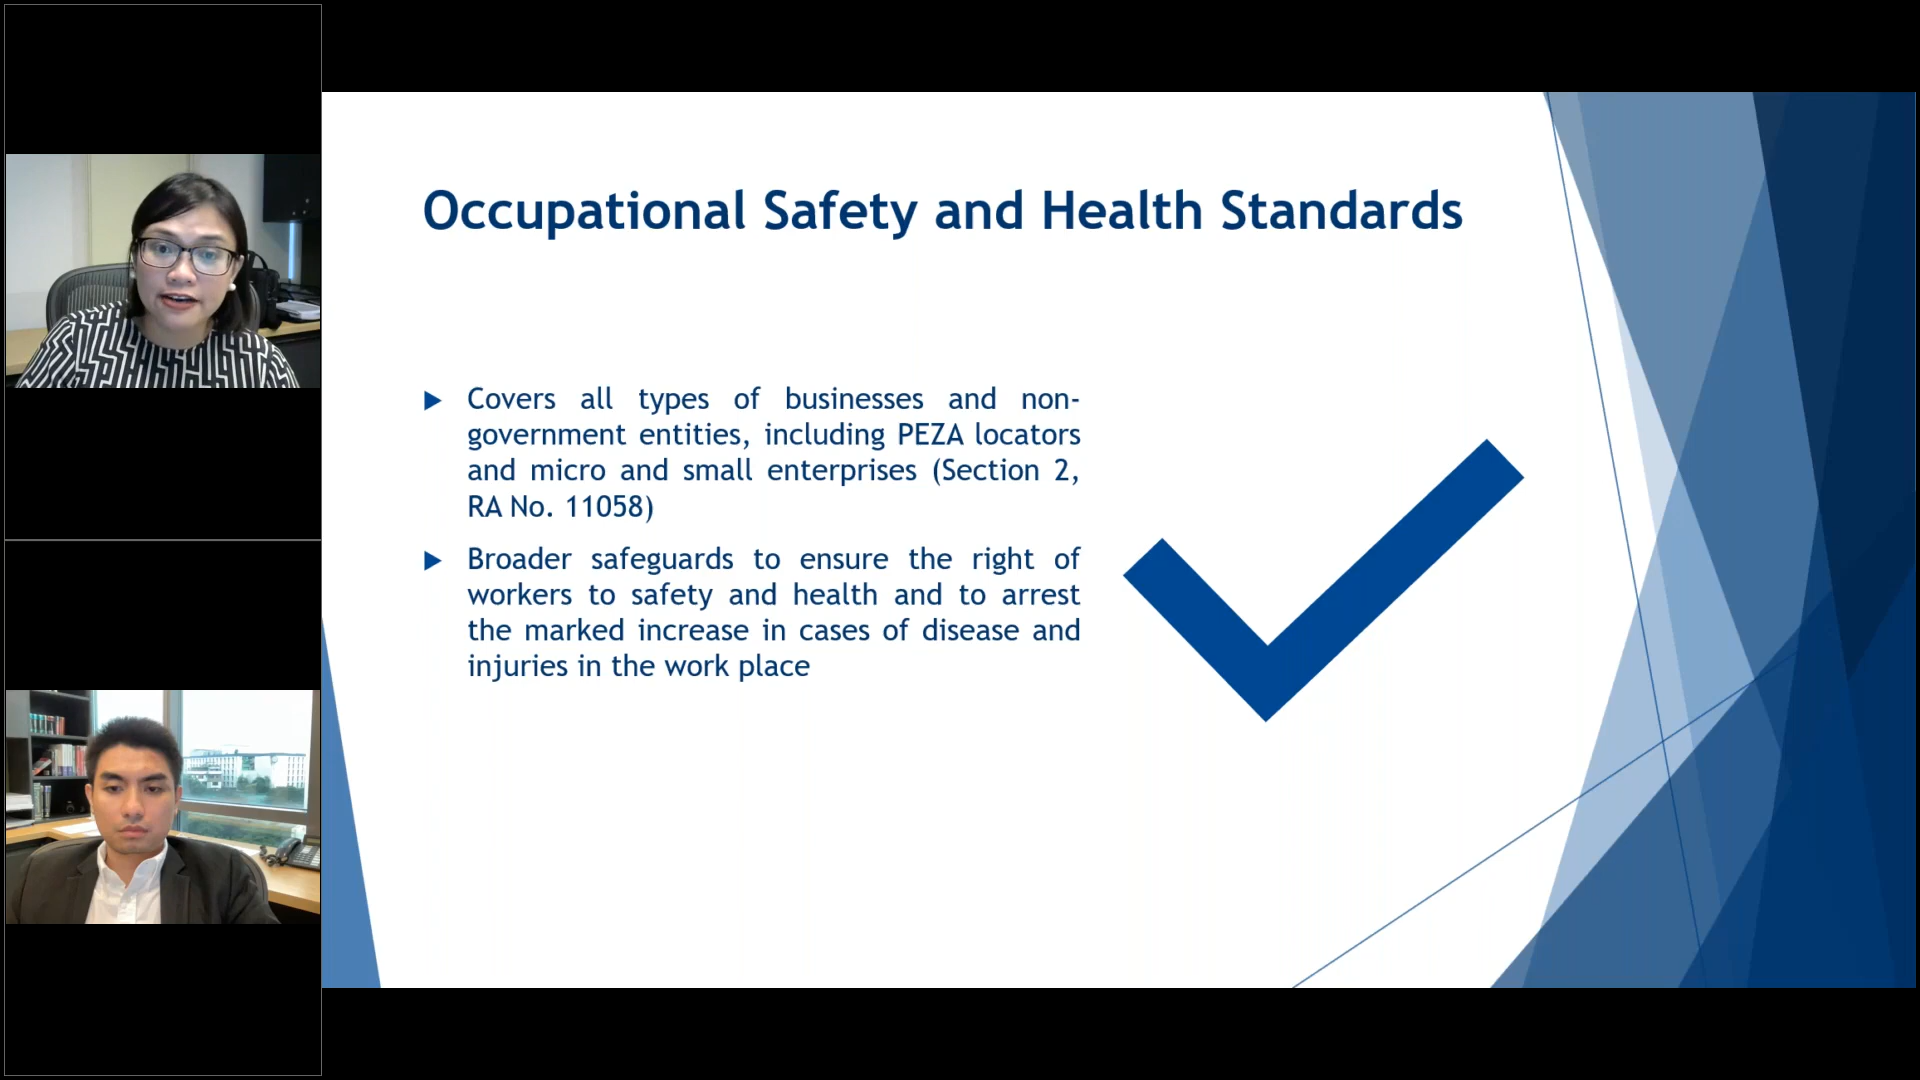 Occupational Safety and Health Standards
Covers all types of businesses and non-
government entities, including PEZA locators
and micro and small enterprises (Section 2,
RA No. 11058)
Broader safeguards to ensure the right of
workers to safety and health and to arrest
the marked increase in cases of disease and
injuries in the work place